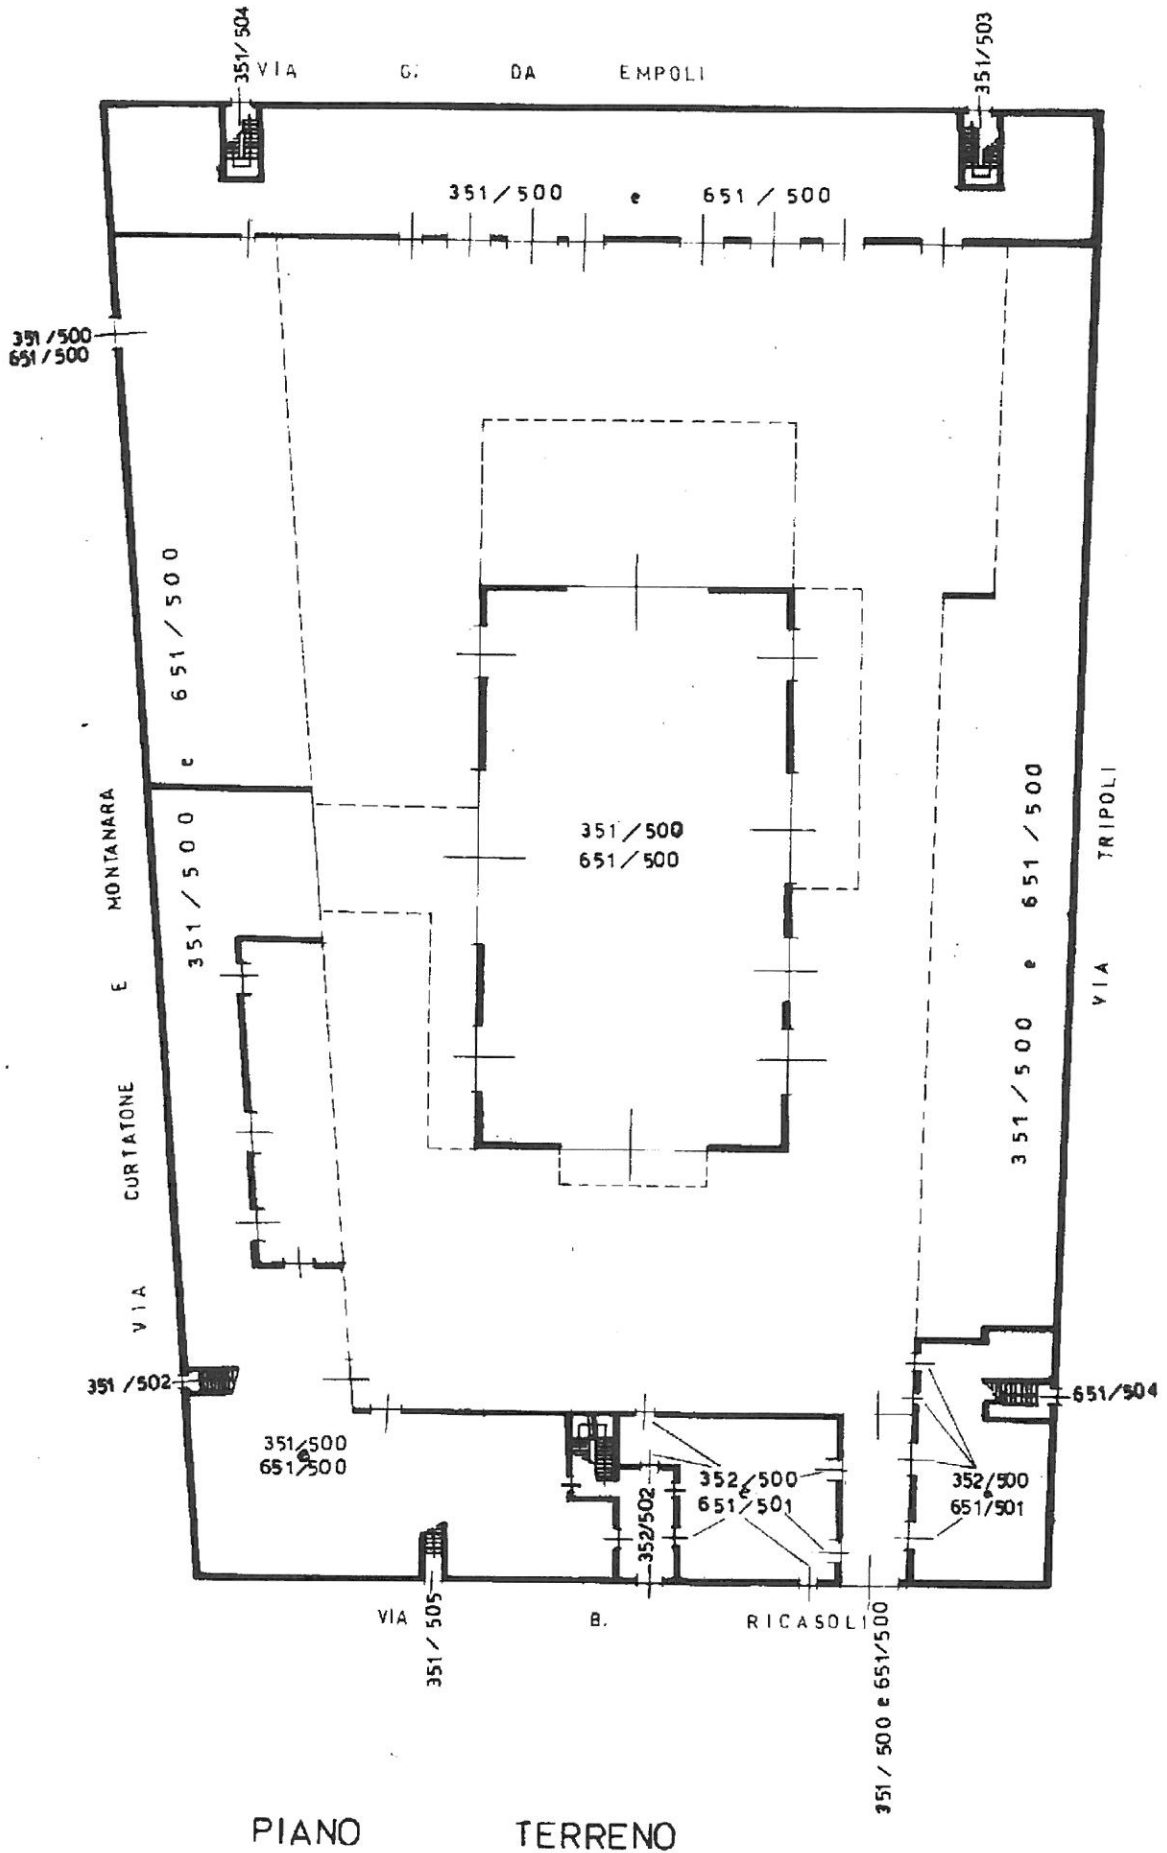 351/504
351/503
VIA G. DA EMPOLI
351/500 e 651/500
351/500
651/500
351/500 e 651/500
VIA CURTATONE E MONTANARA
351/500
651/500
351/500 e 651/500
VIA TRIPOLI
351/502
651/504
351/500
e
651/500
352/502
352/500
e
651/501
352/500
e
651/501
VIA B. RICASOLI
351/505
351/500 e 651/500
PIANO TERRENO